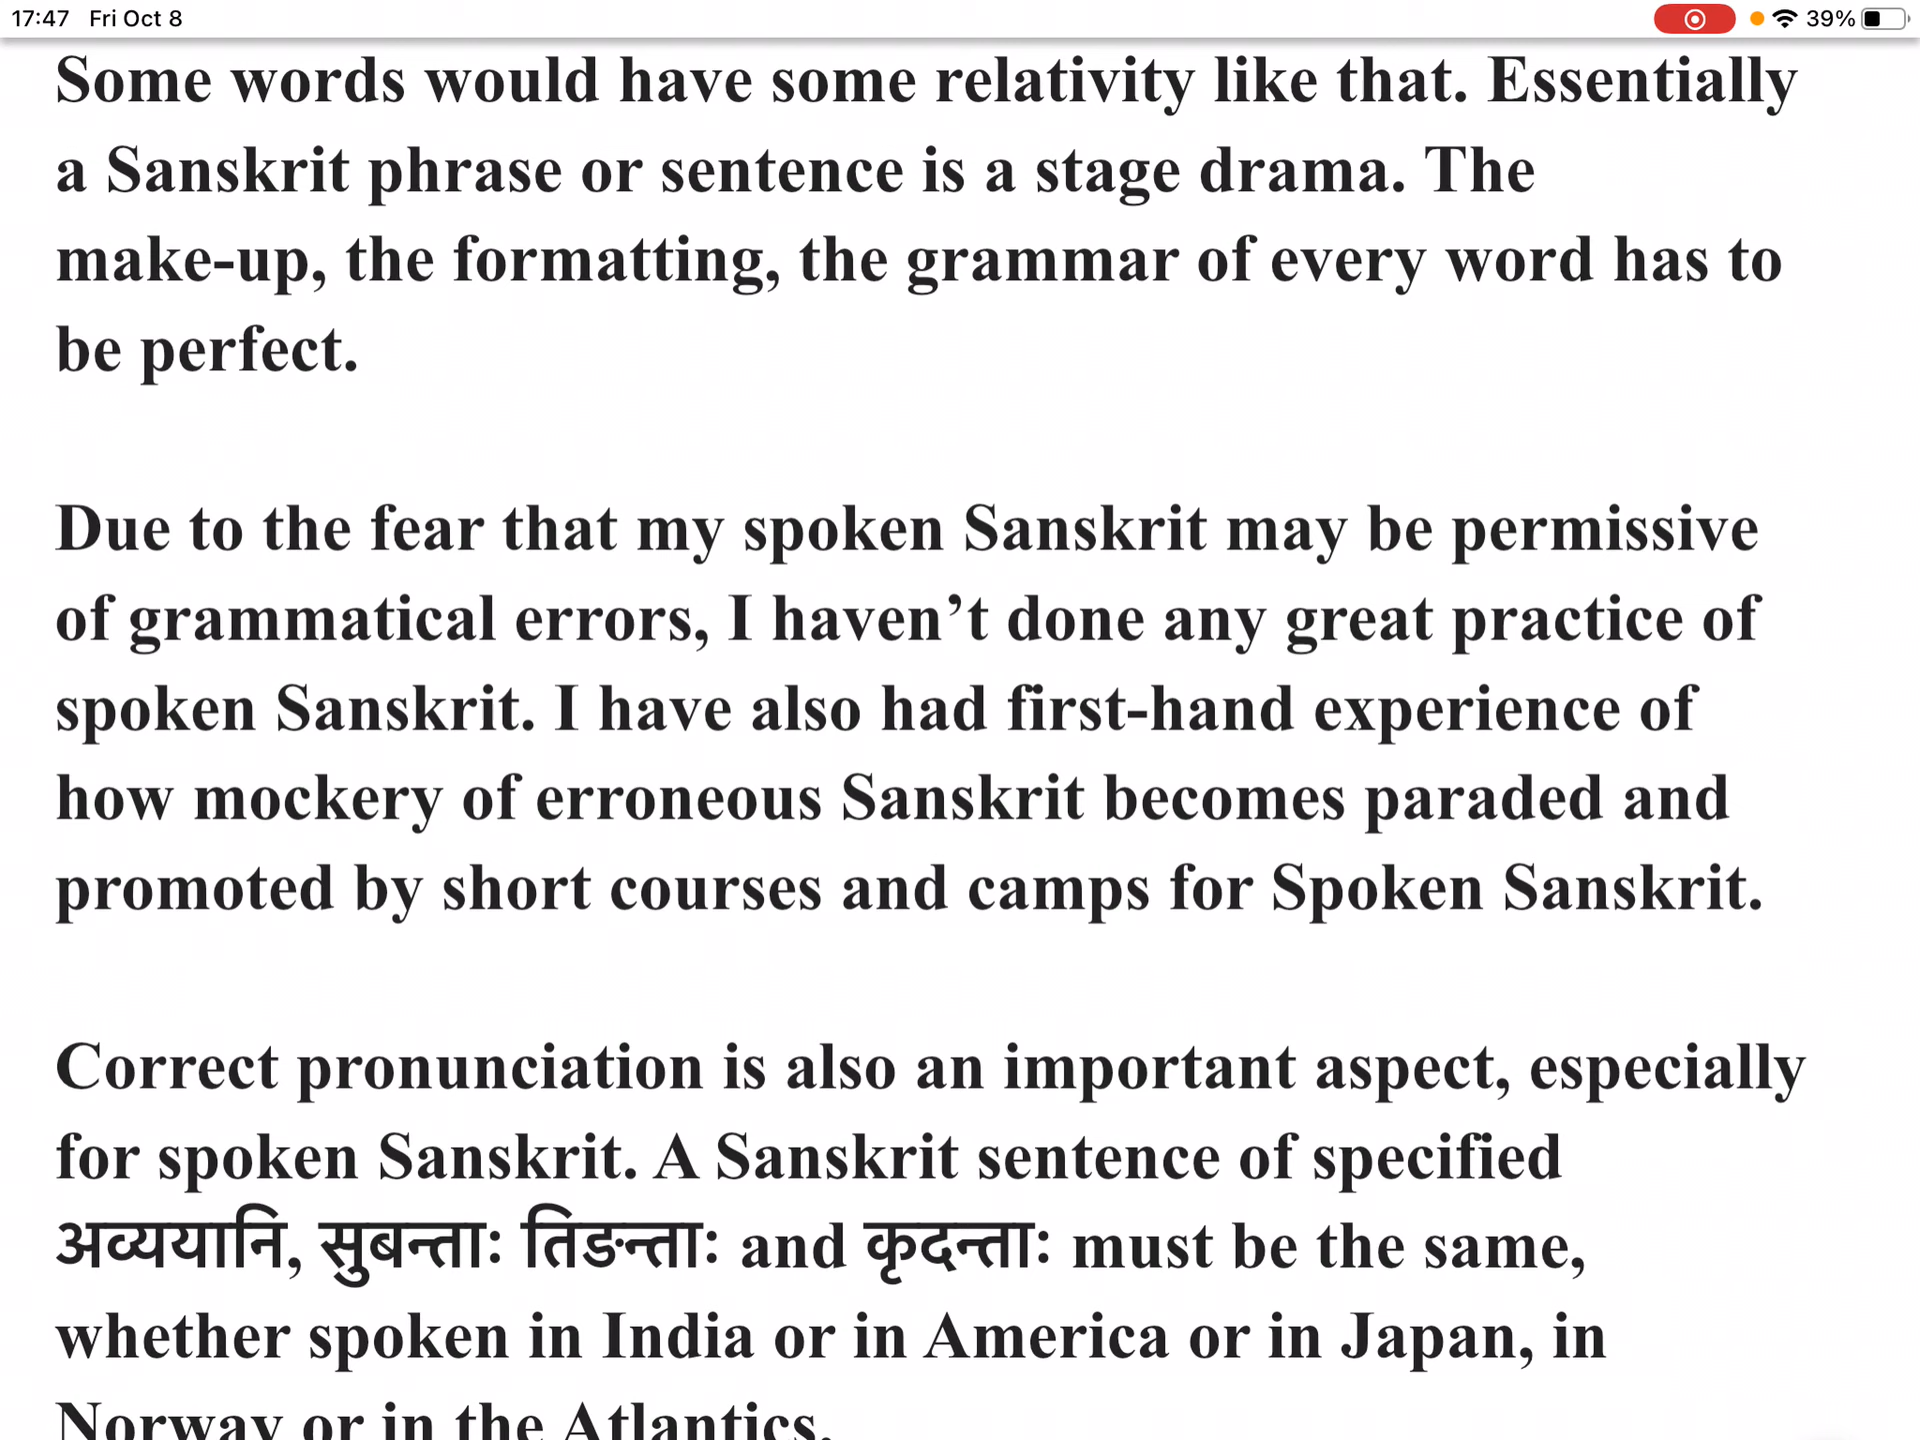 17:47 Fri Oct 8 39%
Some words would have some relativity like that. Essentially
a Sanskrit phrase or sentence is a stage drama. The
make-up, the formatting, the grammar of every word has to
be perfect.
Due to the fear that my spoken Sanskrit may be permissive
of grammatical errors, I haven’t done any great practice of
spoken Sanskrit. I have also had first-hand experience of
how mockery of erroneous Sanskrit becomes paraded and
promoted by short courses and camps for Spoken Sanskrit.
Correct pronunciation is also an important aspect, especially
for spoken Sanskrit. A Sanskrit sentence of specified
अव्ययानि, सुबन्ताः तिङन्ताः and कृदन्ताः must be the same,
whether spoken in India or in America or in Japan, in
Norway or in the Atlantics.